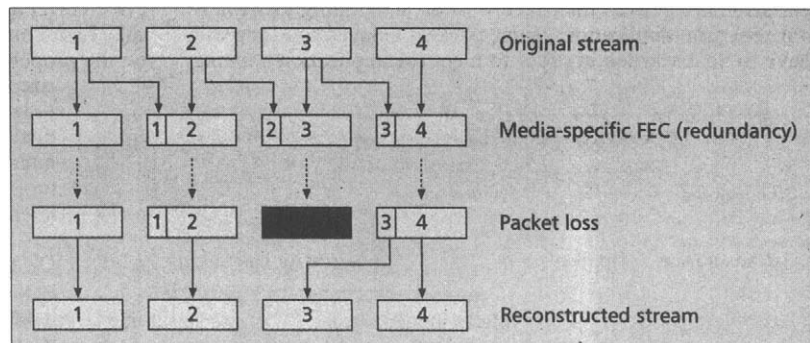 1 2 3 4 Original stream
1 1 2 2 3 3 4 Media-specific FEC (redundancy)
1 1 2 3 4 Packet loss
1 2 3 4 Reconstructed stream